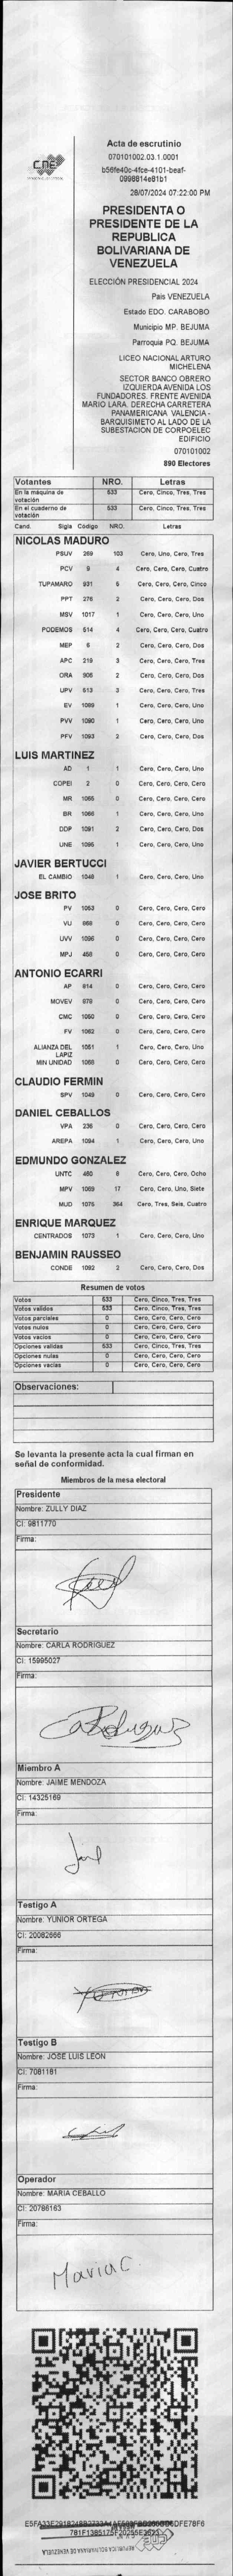 CNE
Acta de escrutinio
070101002.03.1.0001
b56fe40c-4fce-4101-beaf-
0998814e81b1
28/07/2024 07:22:00 PM
PRESIDENTA O
PRESIDENTE DE LA
REPUBLICA
BOLIVARIANA DE
VENEZUELA
ELECCIÓN PRESIDENCIAL 2024
Pais VENEZUELA
Estado EDO. CARABOBO
Municipio MP. BEJUMA
Parroquia PQ. BEJUMA
LICEO NACIONAL ARTURO
MICHELENA
SECTOR BANCO OBRERO
IZQUIERDA AVENIDA LOS
FUNDADORES. FRENTE AVENIDA
MARIO LARA. DERECHA CARRETERA
PANAMERICANA VALENCIA -
BARQUISIMETO AL LADO DE LA
SUBESTACION DE CORPOELEC
EDIFICIO
070101002
890 Electores
Votantes NRO. Letras
En la máquina de votación 533 Cero, Cinco, Tres, Tres
En el cuaderno de votación 533 Cero, Cinco, Tres, Tres
Cand. Sigla Código NRO. Letras
NICOLAS MADURO
PSUV 269 103 Cero, Uno, Cero, Tres
PCV 9 4 Cero, Cero, Cero, Cuatro
TUPAMARO 931 5 Cero, Cero, Cero, Cinco
PPT 276 2 Cero, Cero, Cero, Dos
MSV 1017 1 Cero, Cero, Cero, Uno
PODEMOS 514 4 Cero, Cero, Cero, Cuatro
MEP 6 2 Cero, Cero, Cero, Dos
APC 219 3 Cero, Cero, Cero, Tres
ORA 906 2 Cero, Cero, Cero, Dos
UPV 513 3 Cero, Cero, Cero, Tres
EV 1089 1 Cero, Cero, Cero, Uno
PVV 1090 1 Cero, Cero, Cero, Uno
PFV 1093 2 Cero, Cero, Cero, Dos
LUIS MARTINEZ
AD 1 1 Cero, Cero, Cero, Uno
COPEI 2 0 Cero, Cero, Cero, Cero
MR 1065 0 Cero, Cero, Cero, Cero
BR 1066 1 Cero, Cero, Cero, Uno
DDP 1091 2 Cero, Cero, Cero, Dos
UNE 1095 1 Cero, Cero, Cero, Uno
JAVIER BERTUCCI
EL CAMBIO 1046 1 Cero, Cero, Cero, Uno
JOSE BRITO
PV 1053 0 Cero, Cero, Cero, Cero
VU 868 0 Cero, Cero, Cero, Cero
UVV 1096 0 Cero, Cero, Cero, Cero
MPJ 458 0 Cero, Cero, Cero, Cero
ANTONIO ECARRI
AP 814 0 Cero, Cero, Cero, Cero
MOVEV 979 0 Cero, Cero, Cero, Cero
CMC 1050 0 Cero, Cero, Cero, Cero
FV 1062 0 Cero, Cero, Cero, Cero
ALIANZA DEL LAPIZ 1051 1 Cero, Cero, Cero, Uno
MIN UNIDAD 1068 0 Cero, Cero, Cero, Cero
CLAUDIO FERMIN
SPV 1049 0 Cero, Cero, Cero, Cero
DANIEL CEBALLOS
VPA 236 0 Cero, Cero, Cero, Cero
AREPA 1094 1 Cero, Cero, Cero, Uno
EDMUNDO GONZALEZ
UNTC 460 8 Cero, Cero, Cero, Ocho
MPV 1069 17 Cero, Cero, Uno, Siete
MUD 1075 364 Cero, Tres, Seis, Cuatro
ENRIQUE MARQUEZ
CENTRADOS 1073 1 Cero, Cero, Cero, Uno
BENJAMIN RAUSSEO
CONDE 1092 2 Cero, Cero, Cero, Dos
Resumen de votos
Votos 533 Cero, Cinco, Tres, Tres
Votos validos 533 Cero, Cinco, Tres, Tres
Votos parciales 0 Cero, Cero, Cero, Cero
Votos nulos 0 Cero, Cero, Cero, Cero
Votos vacios 0 Cero, Cero, Cero, Cero
Opciones validas 533 Cero, Cinco, Tres, Tres
Opciones nulas 0 Cero, Cero, Cero, Cero
Opciones vacias 0 Cero, Cero, Cero, Cero
Observaciones:
Se levanta la presente acta la cual firman en
señal de conformidad.
Miembros de la mesa electoral
Presidente
Nombre: ZULLY DIAZ
CI: 9811770
Firma:
Secretario
Nombre: CARLA RODRIGUEZ
CI: 15995027
Firma:
Miembro A
Nombre: JAIME MENDOZA
CI: 14325169
Firma:
Testigo A
Nombre: YUNIOR ORTEGA
CI: 20082666
Firma:
Testigo B
Nombre: JOSE LUIS LEON
CI: 7081181
Firma:
Operador
Nombre: MARIA CEBALLO
CI: 20786163
Firma:
Maria C.
CNE
REPUBLICA BOLIVARIANA DE VENEZUELA